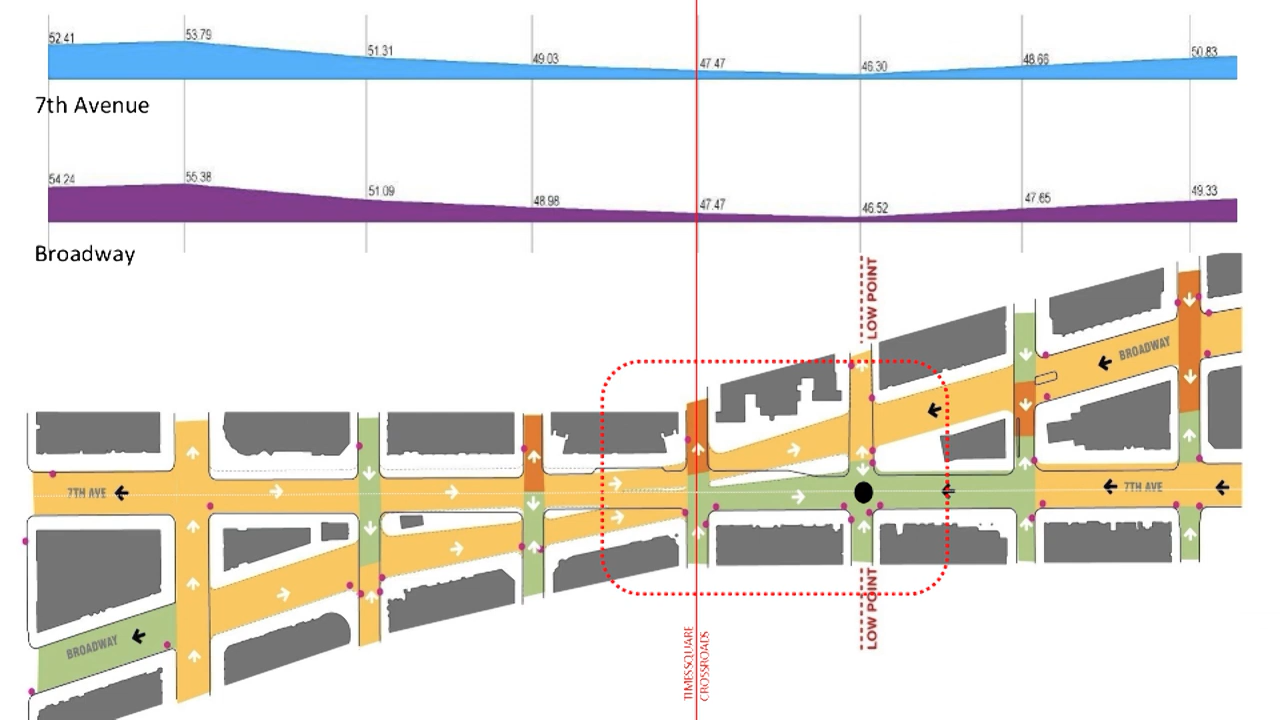 52.41 53.79 51.31 49.03 47.47 46.30 48.66 50.83
7th Avenue
54.24 55.38 51.09 48.98 47.47 46.52 47.65 49.33
Broadway
LOW POINT
BROADWAY
7TH AVE
7TH AVE
BROADWAY
LOW POINT
TIMES SQUARE
CROSSROADS